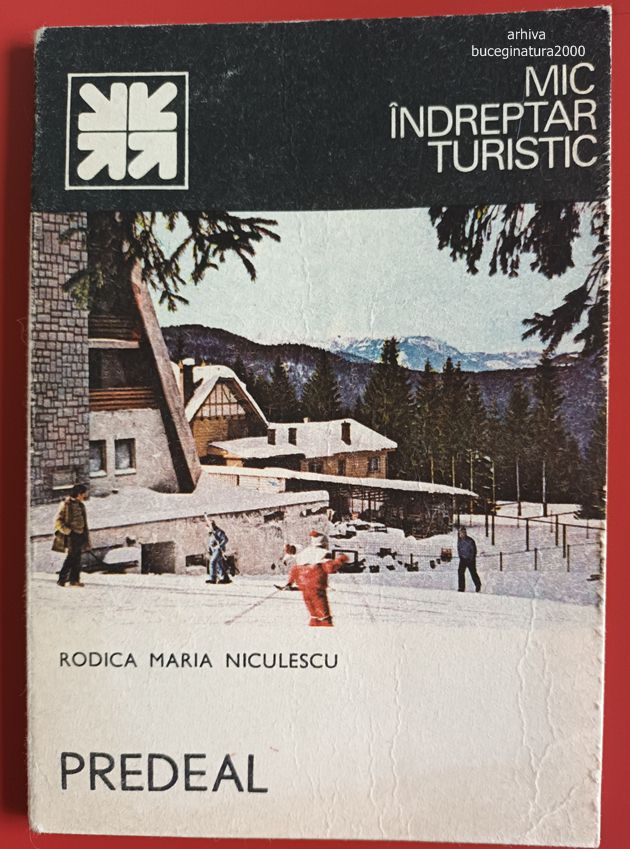 arhiva
buceginatura2000
MIC
ÎNDREPTAR
TURISTIC
RODICA MARIA NICULESCU
PREDEAL